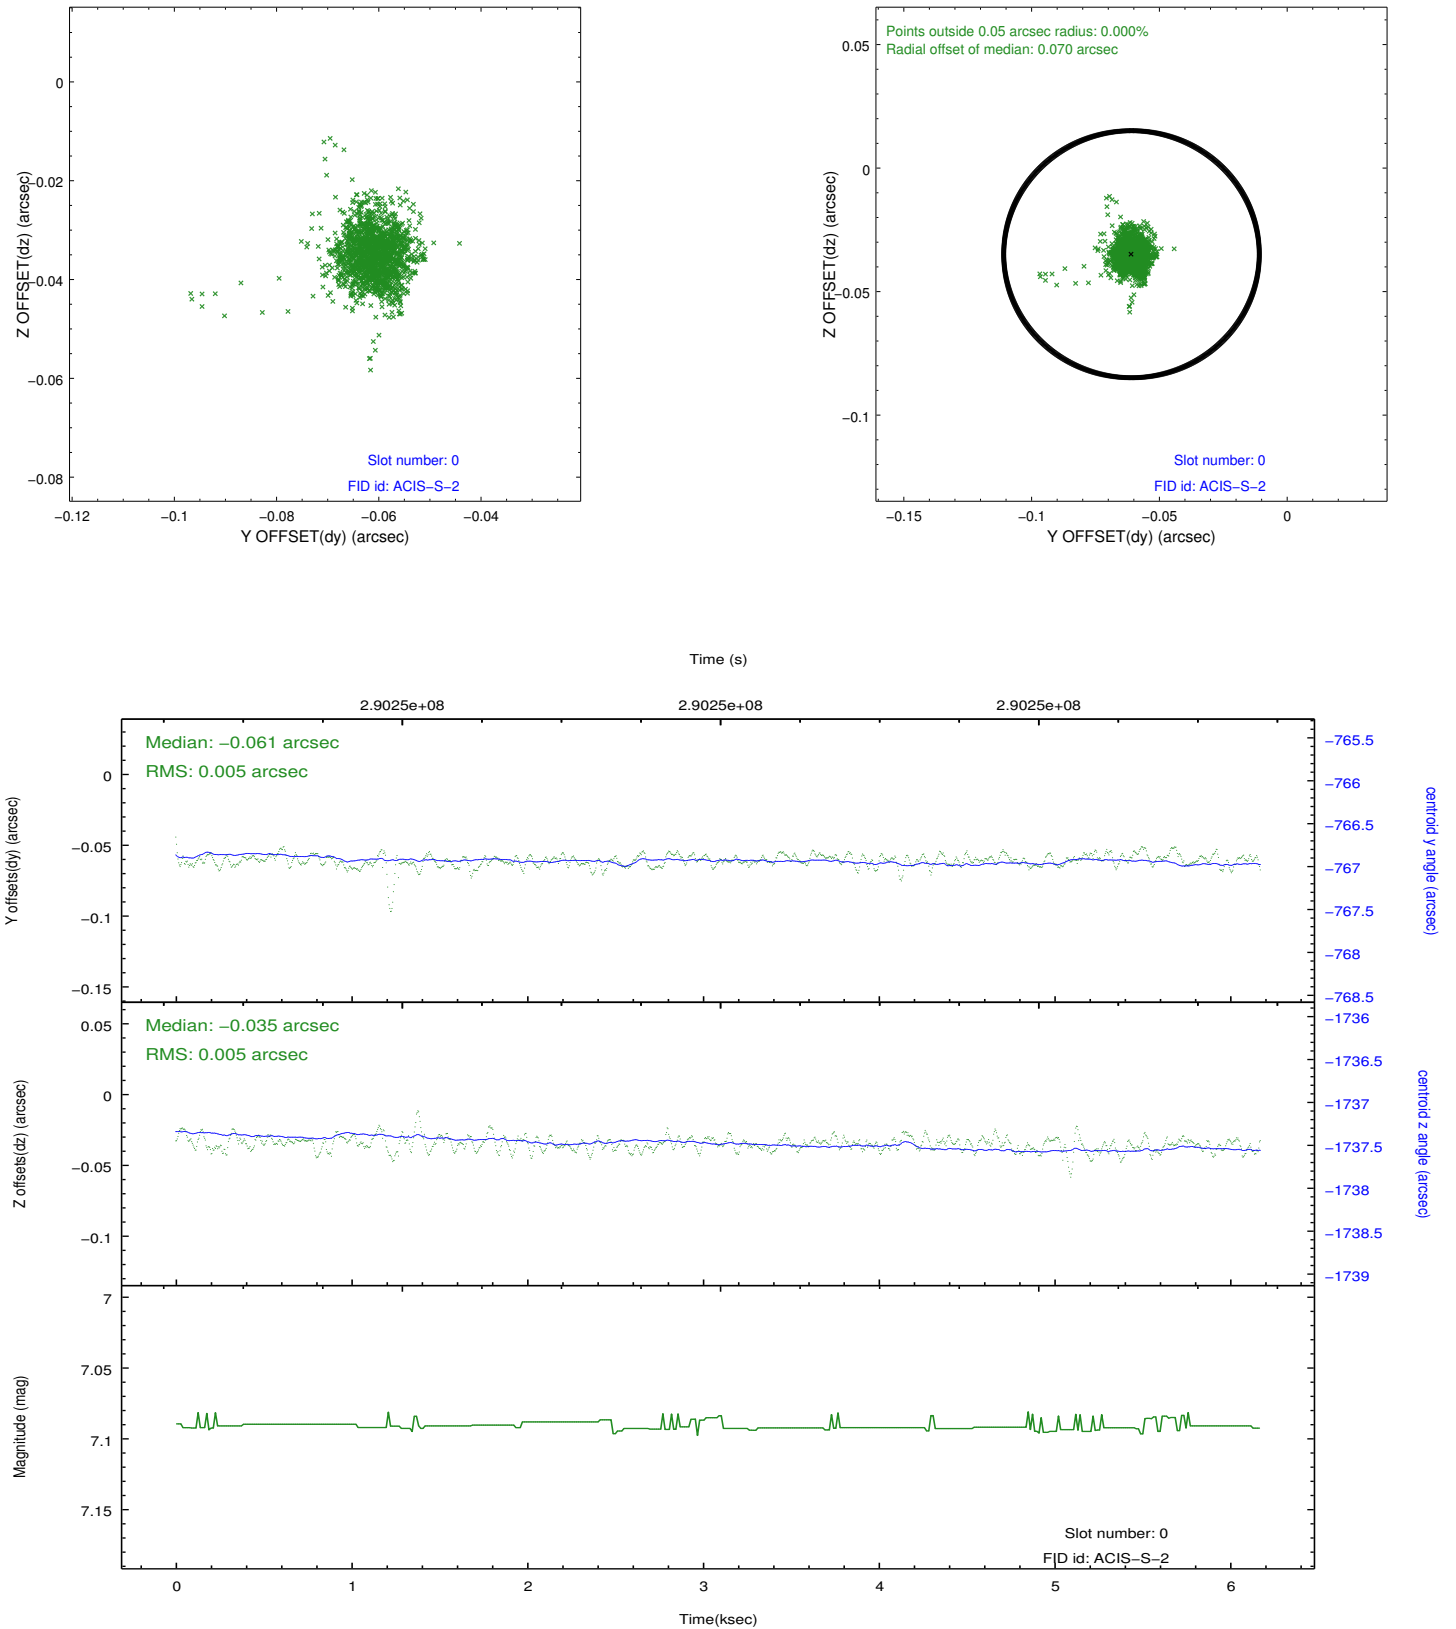 0
−0.02
−0.04
−0.06
−0.08
Z OFFSET(dz) (arcsec)
Slot number: 0
FID id: ACIS−S−2
−0.12
−0.1
−0.08
−0.06
−0.04
Y OFFSET(dy) (arcsec)
Points outside 0.05 arcsec radius: 0.000%
Radial offset of median: 0.070 arcsec
0.05
0
−0.05
−0.1
Z OFFSET(dz) (arcsec)
Slot number: 0
FID id: ACIS−S−2
−0.15
−0.1
−0.05
0
Y OFFSET(dy) (arcsec)
Time (s)
2.9025e+08
2.9025e+08
2.9025e+08
Median: −0.061 arcsec
RMS: 0.005 arcsec
0
−0.05
−0.1
−0.15
Y offsets(dy) (arcsec)
−765.5
−766
−766.5
−767
−767.5
−768
−768.5
centroid y angle (arcsec)
Median: −0.035 arcsec
RMS: 0.005 arcsec
0.05
0
−0.05
−0.1
Z offsets(dz) (arcsec)
−1736
−1736.5
−1737
−1737.5
−1738
−1738.5
−1739
centroid z angle (arcsec)
7
7.05
7.1
7.15
Magnitude (mag)
Slot number: 0
FID id: ACIS−S−2
0
1
2
3
4
5
6
Time(ksec)